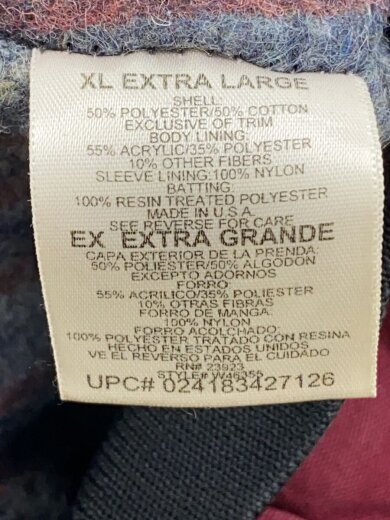 XL EXTRA LARGE
SHELL:
50% POLYESTER/50% COTTON
EXCLUSIVE OF TRIM
BODY LINING:
55% ACRYLIC/35% POLYESTER
10% OTHER FIBERS
SLEEVE LINING:100% NYLON
BATTING:
100% RESIN TREATED POLYESTER
MADE IN U.S.A.
SEE REVERSE FOR CARE
EX EXTRA GRANDE
CAPA EXTERIOR DE LA PRENDA:
50% POLIESTER/50% ALGODON
EXCEPTO ADORNOS
FORRO:
55% ACRILICO/35% POLIESTER
10% OTRAS FIBRAS
FORRO DE MANGA:
100% NYLON
FORRO ACOLCHADO:
100% POLYESTER TRATADO CON RESINA
HECHO EN ESTADOS UNIDOS
VE EL REVERSO PARA EL CUIDADO
RN# 23923
STYLE# W46355
UPC# 024183427126